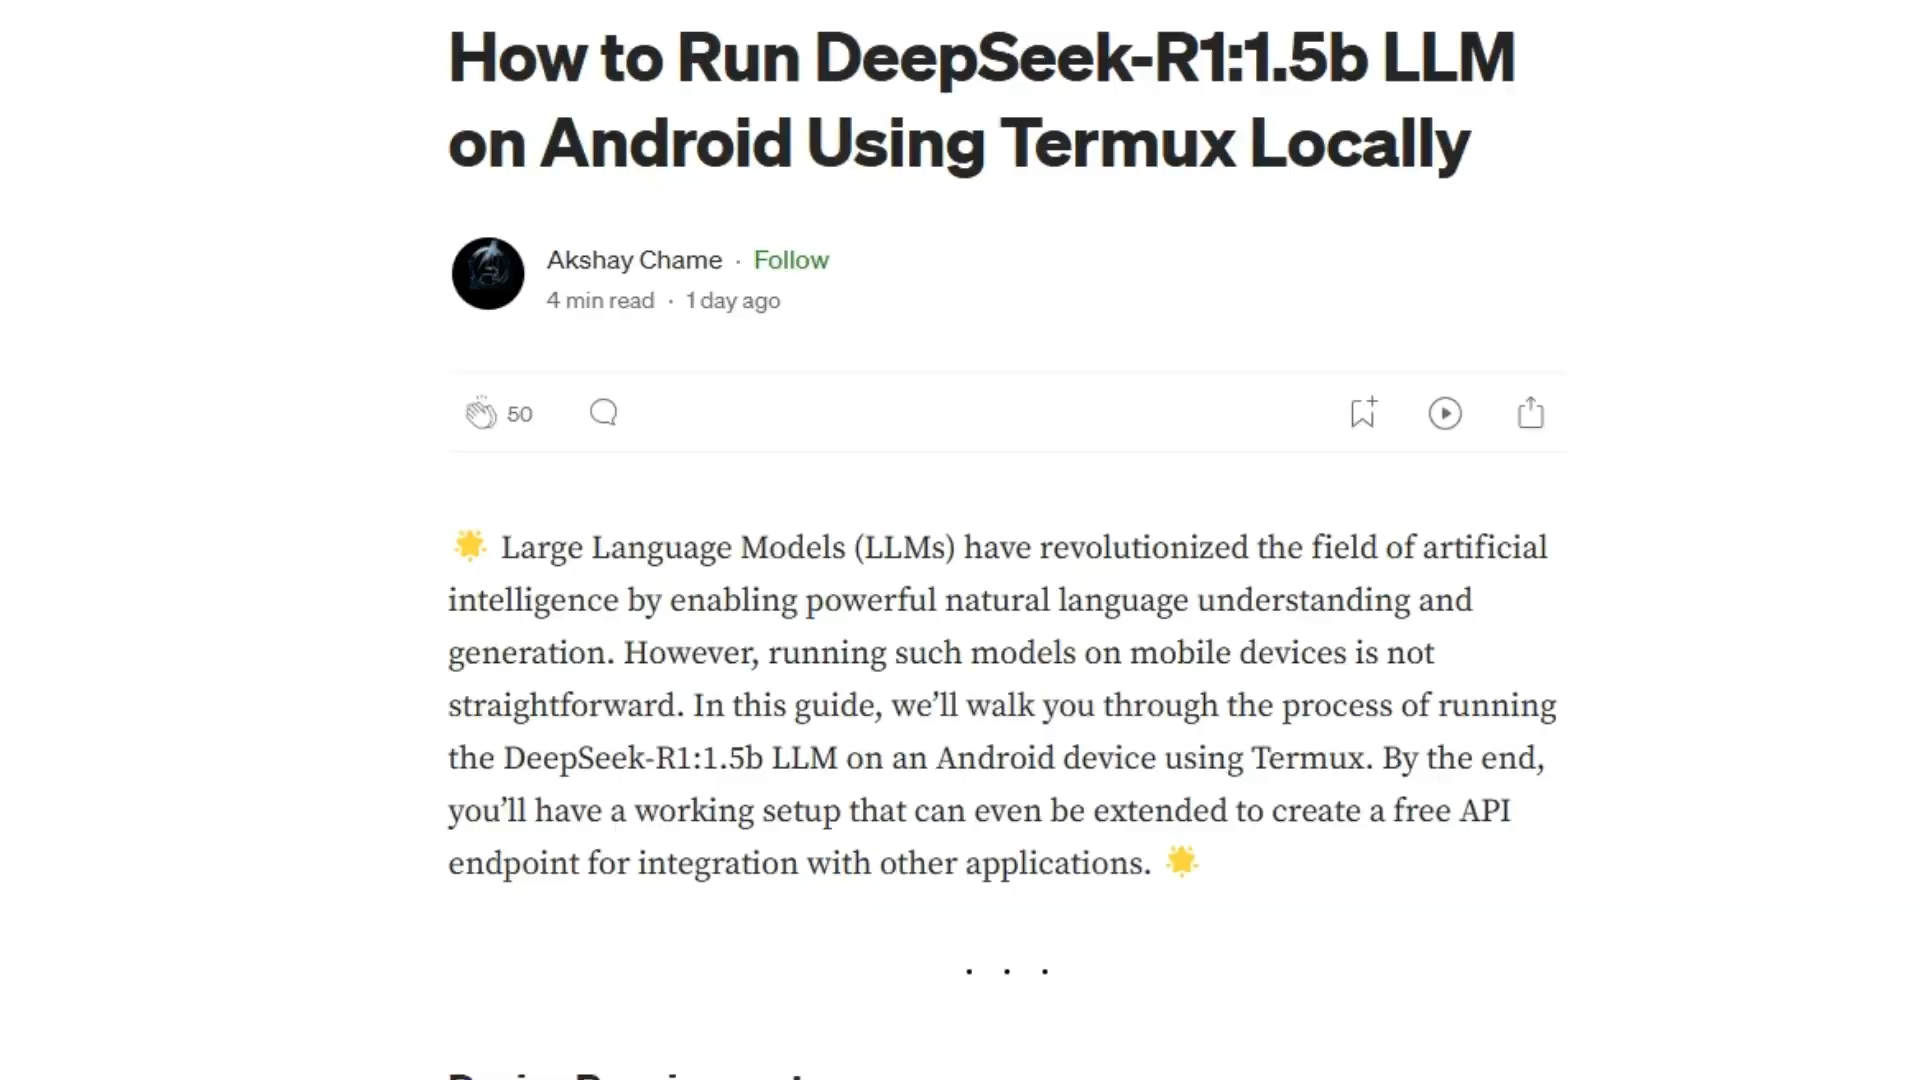 How to Run DeepSeek-R1:1.5b LLM
on Android Using Termux Locally
Akshay Chame · Follow
4 min read · 1 day ago
50
🌟 Large Language Models (LLMs) have revolutionized the field of artificial
intelligence by enabling powerful natural language understanding and
generation. However, running such models on mobile devices is not
straightforward. In this guide, we’ll walk you through the process of running
the DeepSeek-R1:1.5b LLM on an Android device using Termux. By the end,
you’ll have a working setup that can even be extended to create a free API
endpoint for integration with other applications. 🌟
. . .